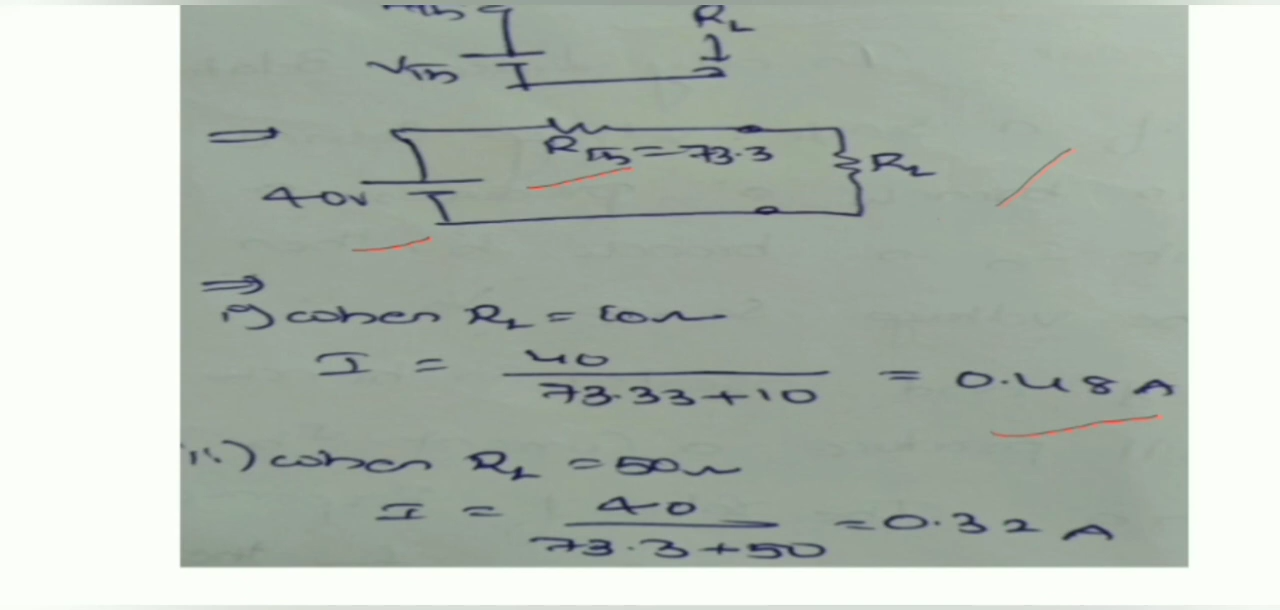 RTh
RL
VTh
⇒
RTh = 73.3
RL
40v
⇒
i) when RL = 10Ω
I = 40 / 73.33+10 = 0.48 A
ii) when RL = 50Ω
I = 40 / 73.3+50 = 0.32 A